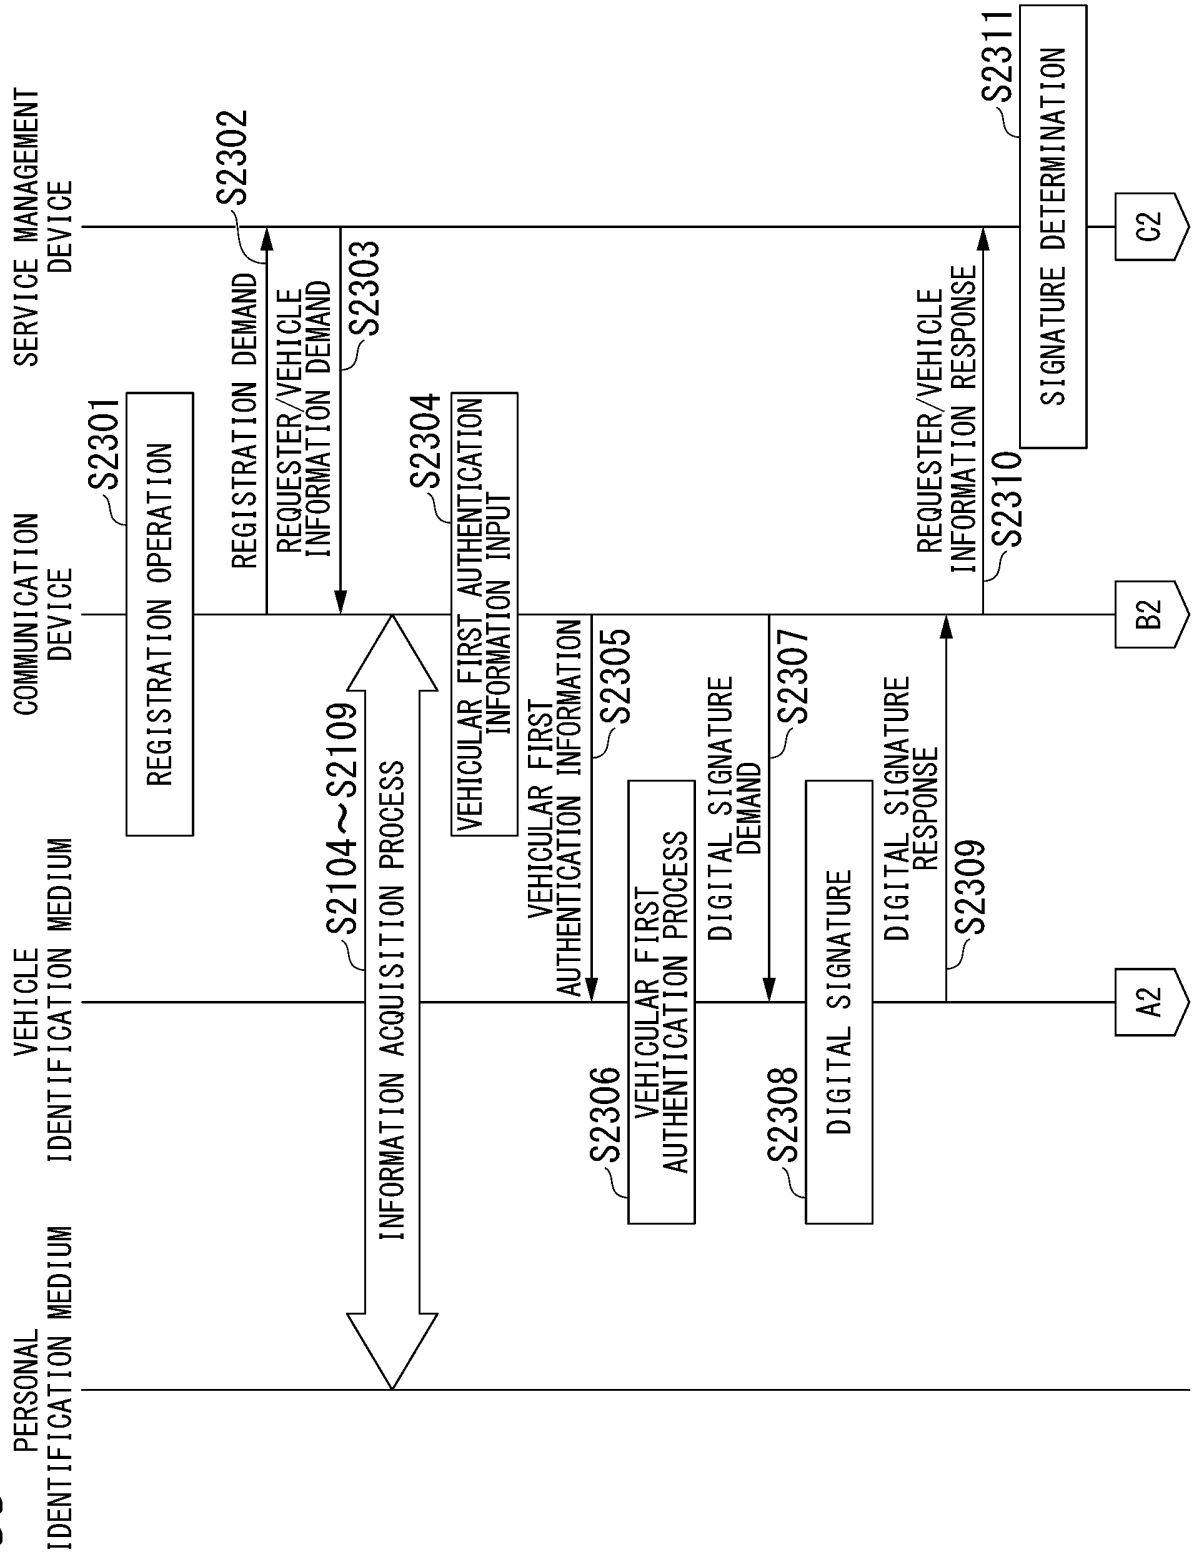 PERSONAL
IDENTIFICATION MEDIUM
VEHICLE
IDENTIFICATION MEDIUM
COMMUNICATION
DEVICE
SERVICE MANAGEMENT
DEVICE
S2301
REGISTRATION OPERATION
REGISTRATION DEMAND
S2302
REQUESTER/VEHICLE
INFORMATION DEMAND
S2303
S2104~S2109
INFORMATION ACQUISITION PROCESS
S2304
VEHICULAR FIRST AUTHENTICATION
INFORMATION INPUT
VEHICULAR FIRST
AUTHENTICATION INFORMATION
S2305
S2306
VEHICULAR FIRST
AUTHENTICATION PROCESS
DIGITAL SIGNATURE
DEMAND
S2307
S2308
DIGITAL SIGNATURE
DIGITAL SIGNATURE
RESPONSE
S2309
REQUESTER/VEHICLE
INFORMATION RESPONSE
S2310
S2311
SIGNATURE DETERMINATION
A2
B2
C2